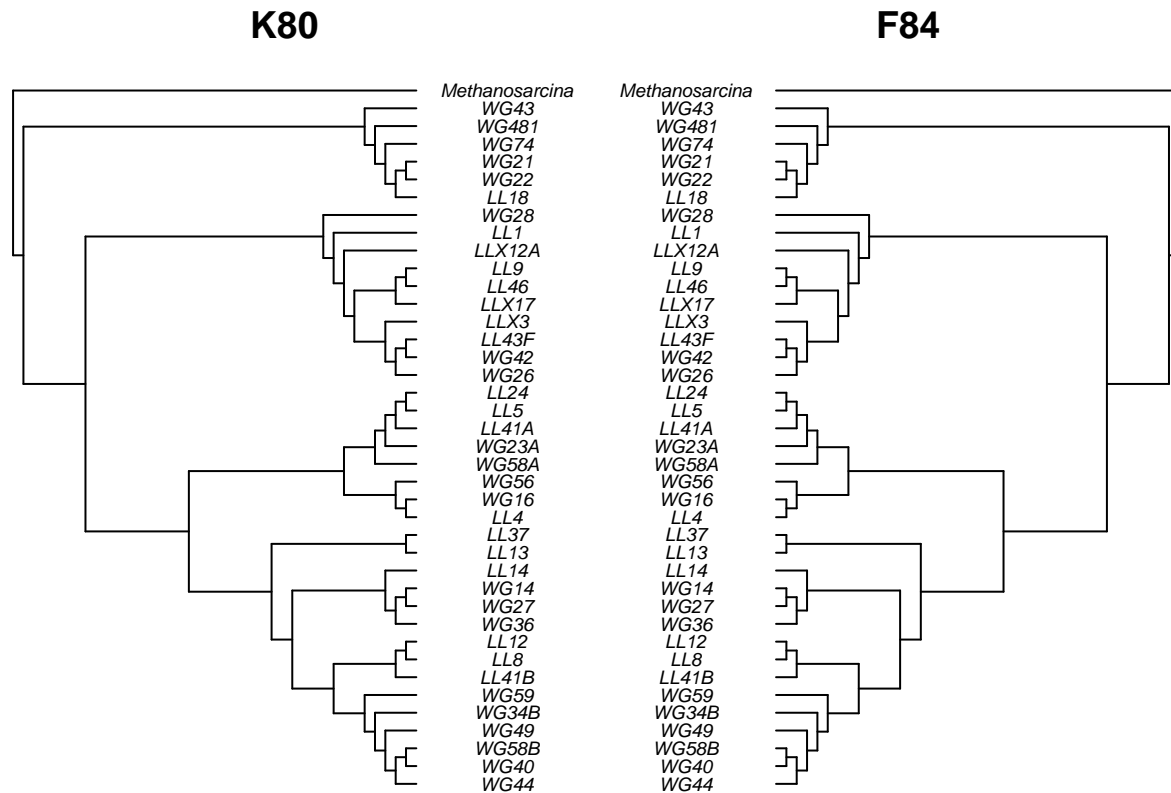 K80 F84
Methanosarcina Methanosarcina
WG43 WG43
WG481 WG481
WG74 WG74
WG21 WG21
WG22 WG22
LL18 LL18
WG28 WG28
LL1 LL1
LLX12A LLX12A
LL9 LL9
LL46 LL46
LLX17 LLX17
LLX3 LLX3
LL43F LL43F
WG42 WG42
WG26 WG26
LL24 LL24
LL5 LL5
LL41A LL41A
WG23A WG23A
WG58A WG58A
WG56 WG56
WG16 WG16
LL4 LL4
LL37 LL37
LL13 LL13
LL14 LL14
WG14 WG14
WG27 WG27
WG36 WG36
LL12 LL12
LL8 LL8
LL41B LL41B
WG59 WG59
WG34B WG34B
WG49 WG49
WG58B WG58B
WG40 WG40
WG44 WG44